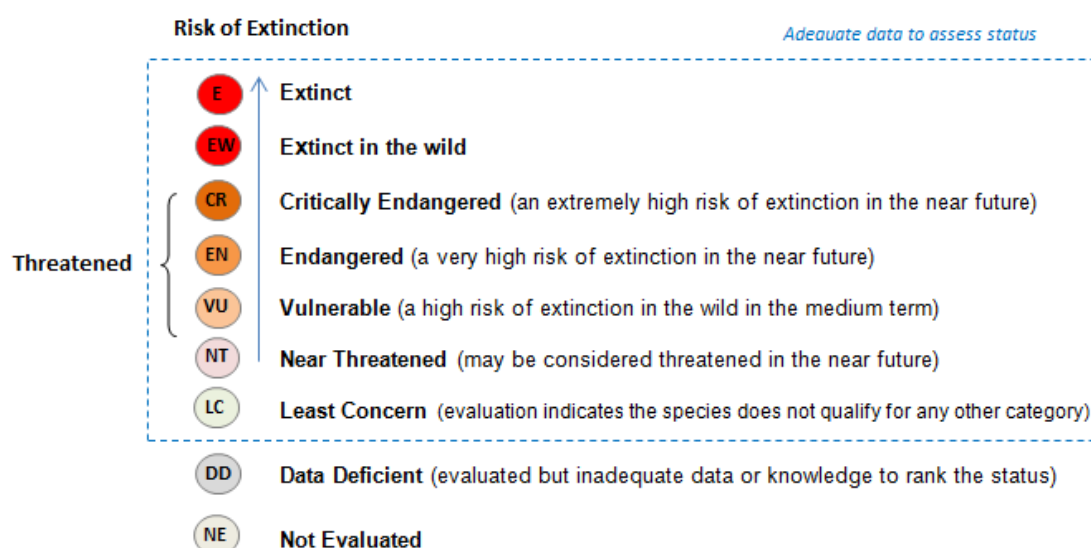 Risk of Extinction
Adequate data to assess status
E Extinct
EW Extinct in the wild
CR Critically Endangered (an extremely high risk of extinction in the near future)
Threatened
EN Endangered (a very high risk of extinction in the near future)
VU Vulnerable (a high risk of extinction in the wild in the medium term)
NT Near Threatened (may be considered threatened in the near future)
LC Least Concern (evaluation indicates the species does not qualify for any other category)
DD Data Deficient (evaluated but inadequate data or knowledge to rank the status)
NE Not Evaluated